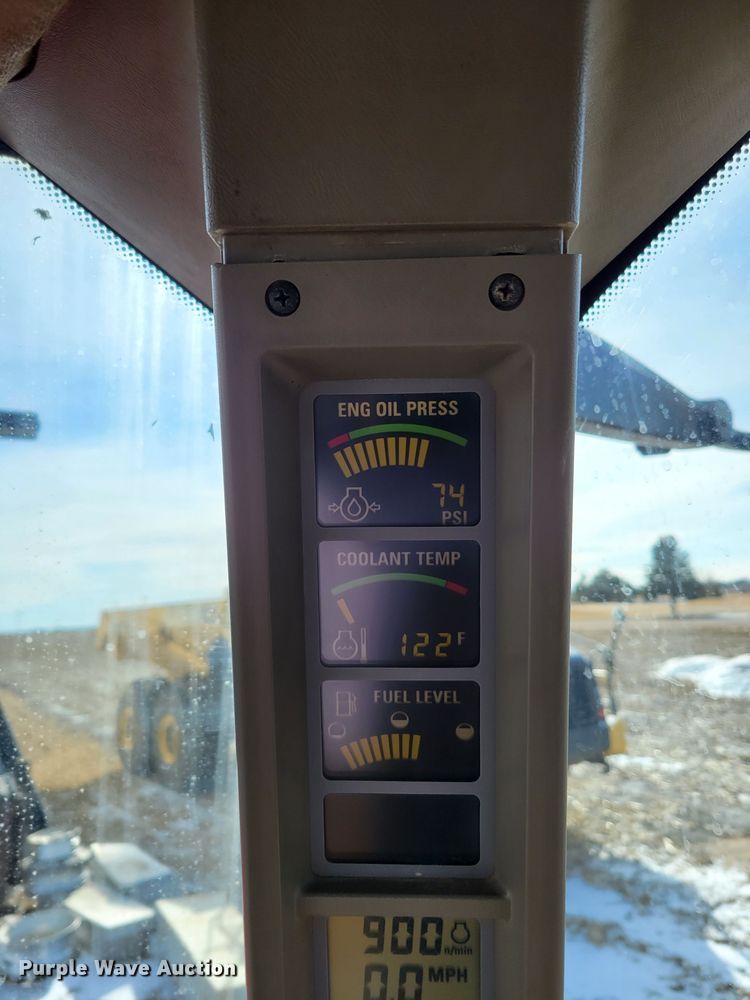 ENG OIL PRESS
74
PSI
COOLANT TEMP
122 F
FUEL LEVEL
900 n/min
0.0 MPH
Purple Wave Auction